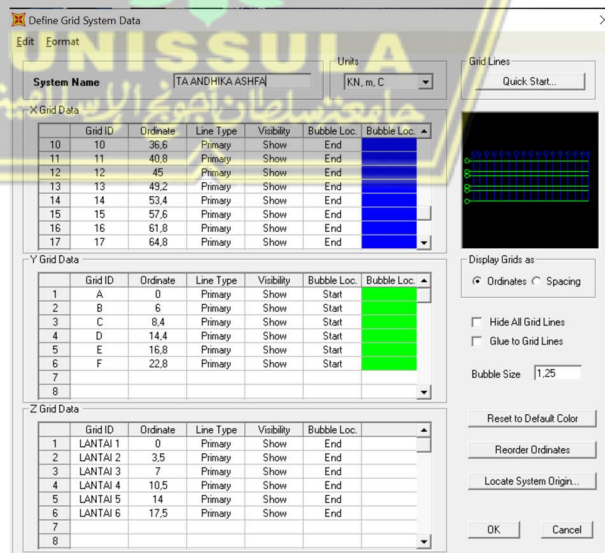 Define Grid System Data
Edit Format
UNISSULA
جامعتسلطان أجونج الإسلامية
System Name TA ANDHIKA ASHFA
Units
KN, m, C
Grid Lines
Quick Start...
X Grid Data
Grid ID Ordinate Line Type Visibility Bubble Loc. Bubble Loc.
10 10 36,6 Primary Show End
11 11 40,8 Primary Show End
12 12 45 Primary Show End
13 13 49,2 Primary Show End
14 14 53,4 Primary Show End
15 15 57,6 Primary Show End
16 16 61,8 Primary Show End
17 17 64,8 Primary Show End
Y Grid Data
Grid ID Ordinate Line Type Visibility Bubble Loc. Bubble Loc.
1 A 0 Primary Show Start
2 B 6 Primary Show Start
3 C 8,4 Primary Show Start
4 D 14,4 Primary Show Start
5 E 16,8 Primary Show Start
6 F 22,8 Primary Show Start
7
8
Display Grids as
Ordinates Spacing
Hide All Grid Lines
Glue to Grid Lines
Bubble Size 1,25
Z Grid Data
Grid ID Ordinate Line Type Visibility Bubble Loc.
1 LANTAI 1 0 Primary Show End
2 LANTAI 2 3,5 Primary Show End
3 LANTAI 3 7 Primary Show End
4 LANTAI 4 10,5 Primary Show End
5 LANTAI 5 14 Primary Show End
6 LANTAI 6 17,5 Primary Show End
7
8
Reset to Default Color
Reorder Ordinates
Locate System Origin...
OK Cancel